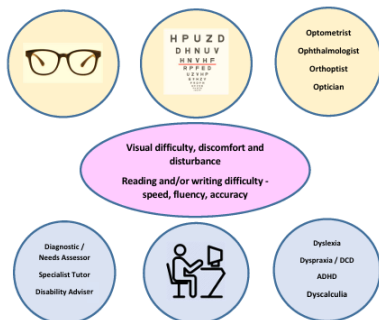 H P U Z D
D H N U V
H N V H F
R P F E D
Optometrist
Ophthalmologist
Orthoptist
Optician
Visual difficulty, discomfort and
disturbance
Reading and/or writing difficulty -
speed, fluency, accuracy
Diagnostic /
Needs Assessor
Specialist Tutor
Disability Adviser
Dyslexia
Dyspraxia / DCD
ADHD
Dyscalculia